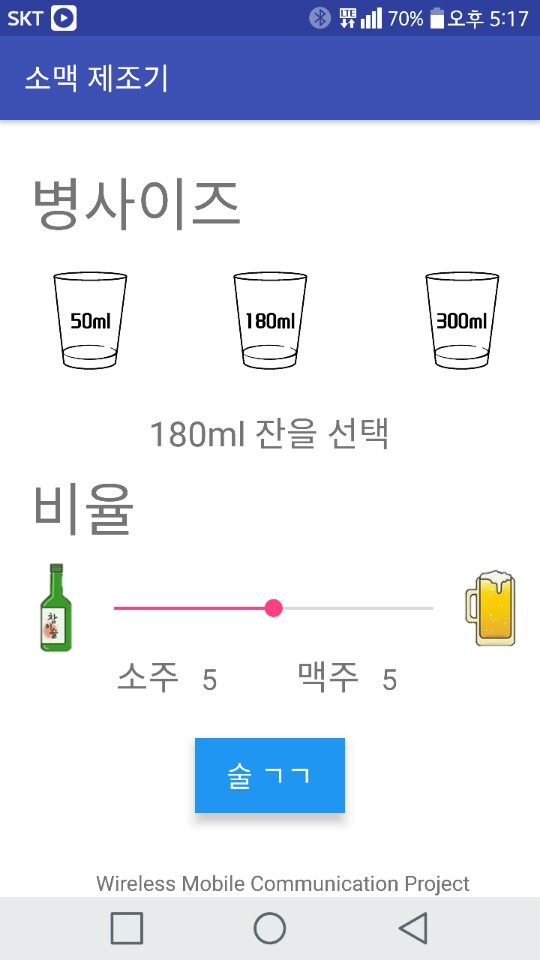 SKT 70% 오후 5:17
소맥 제조기
병사이즈
50ml 180ml 300ml
180ml 잔을 선택
비율
참이슬
소주 5 맥주 5
술 ㄱㄱ
Wireless Mobile Communication Project